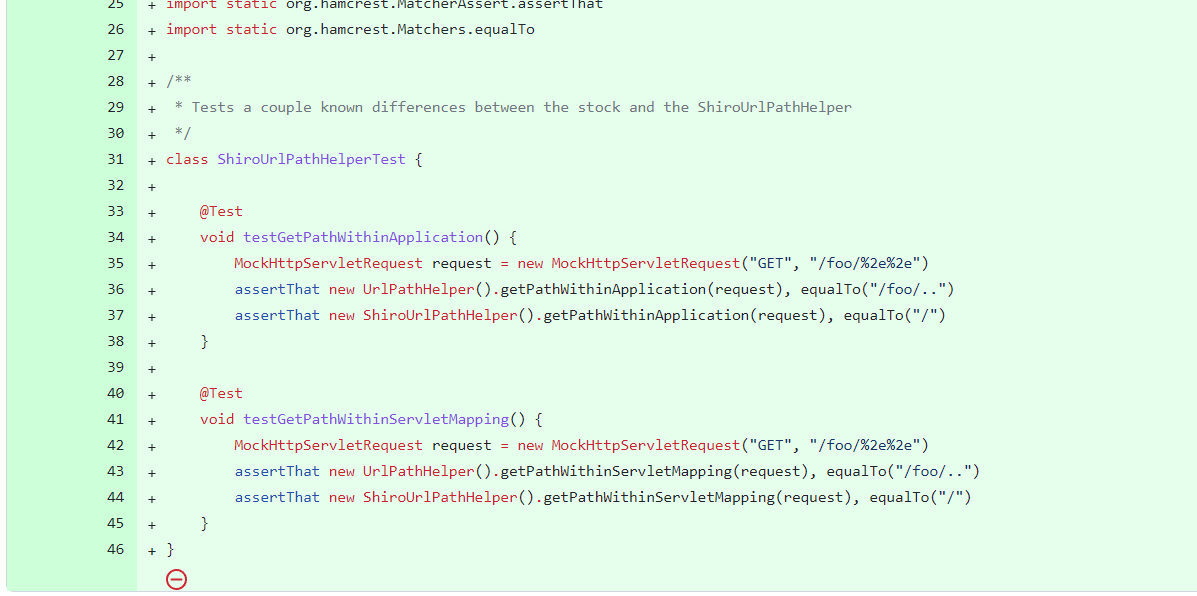 25 + import static org.hamcrest.MatcherAssert.assertThat
26 + import static org.hamcrest.Matchers.equalTo
27 +
28 + /**
29 + * Tests a couple known differences between the stock and the ShiroUrlPathHelper
30 + */
31 + class ShiroUrlPathHelperTest {
32 +
33 + @Test
34 + void testGetPathWithinApplication() {
35 + MockHttpServletRequest request = new MockHttpServletRequest("GET", "/foo/%2e%2e")
36 + assertThat new UrlPathHelper().getPathWithinApplication(request), equalTo("/foo/..")
37 + assertThat new ShiroUrlPathHelper().getPathWithinApplication(request), equalTo("/")
38 + }
39 +
40 + @Test
41 + void testGetPathWithinServletMapping() {
42 + MockHttpServletRequest request = new MockHttpServletRequest("GET", "/foo/%2e%2e")
43 + assertThat new UrlPathHelper().getPathWithinServletMapping(request), equalTo("/foo/..")
44 + assertThat new ShiroUrlPathHelper().getPathWithinServletMapping(request), equalTo("/")
45 + }
46 + }